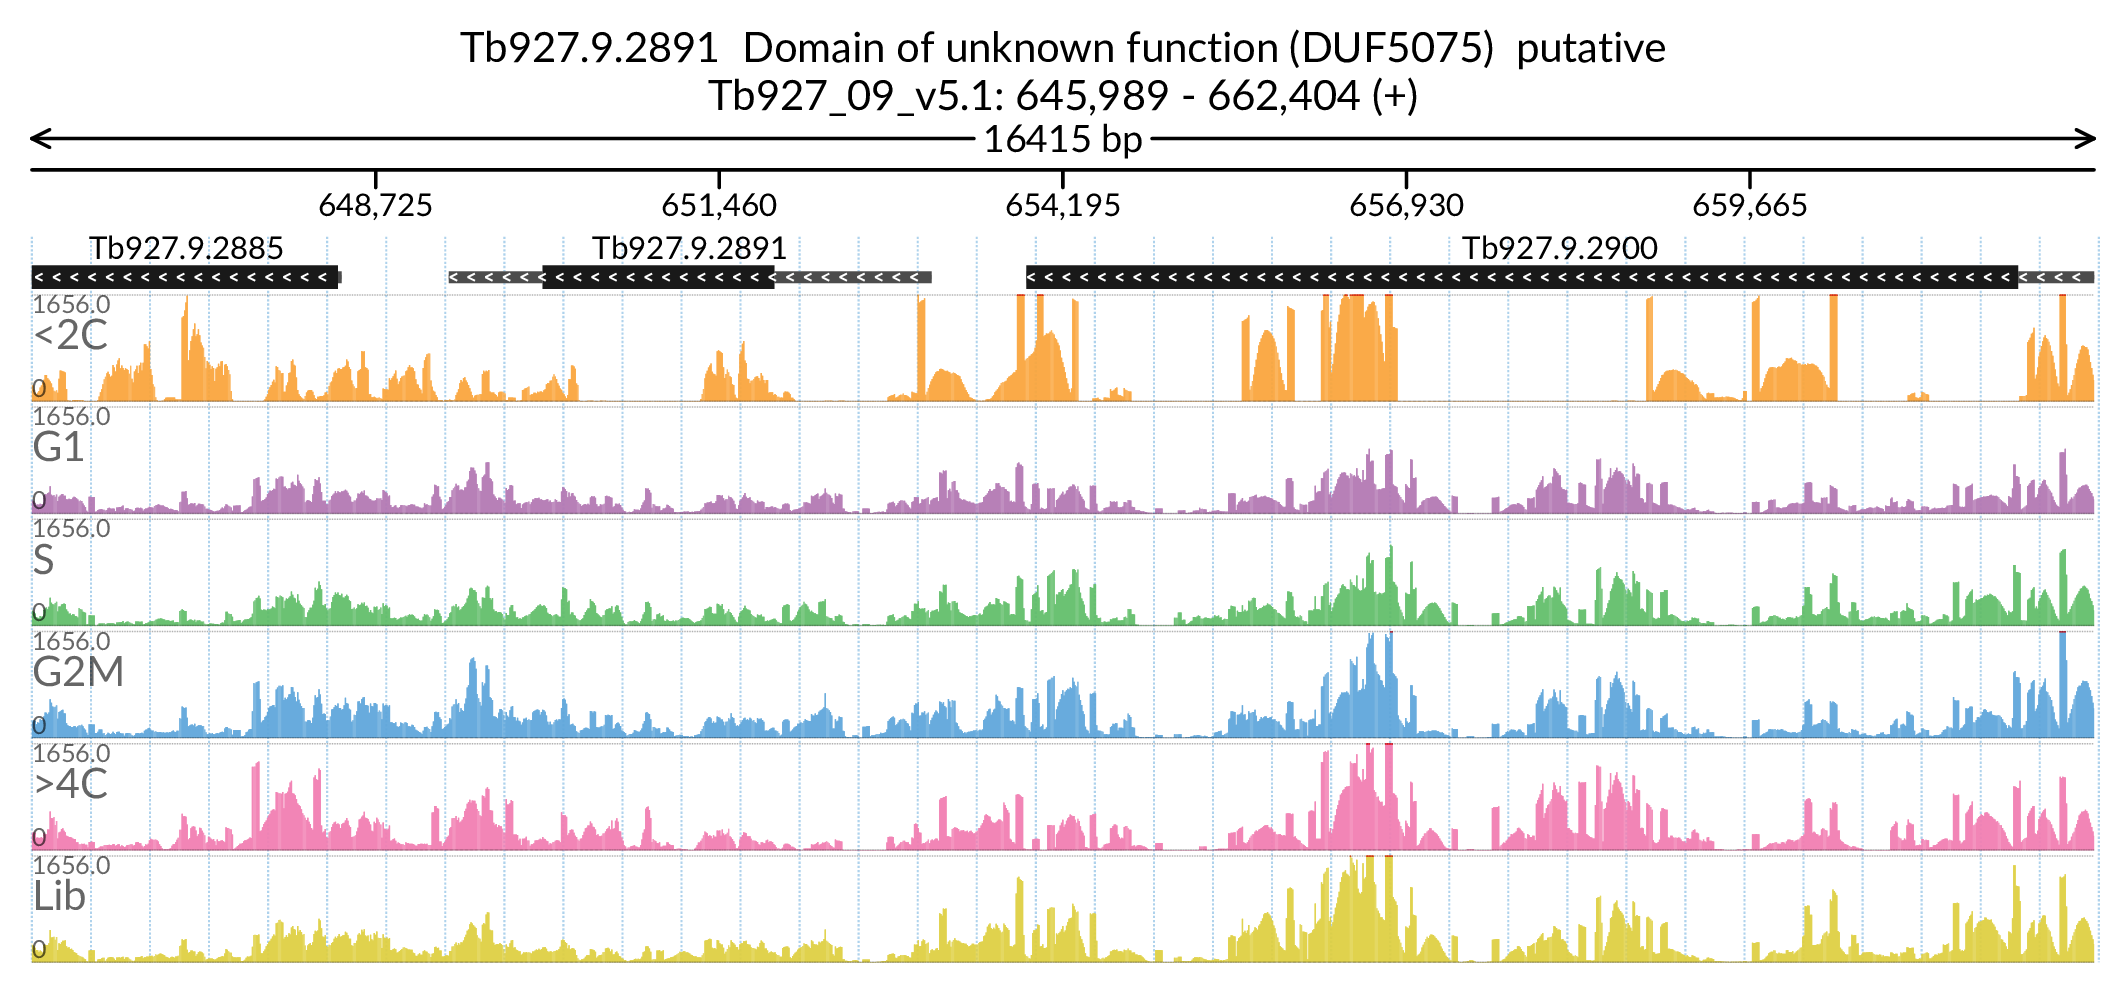 Tb927.9.2891  Domain of unknown function (DUF5075)  putative
Tb927_09_v5.1: 645,989 - 662,404 (+)
16415 bp
648,725 651,460 654,195 656,930 659,665
Tb927.9.2885 Tb927.9.2891 Tb927.9.2900
1656.0
<2C
0
1656.0
G1
0
1656.0
S
0
1656.0
G2M
0
1656.0
>4C
0
1656.0
Lib
0